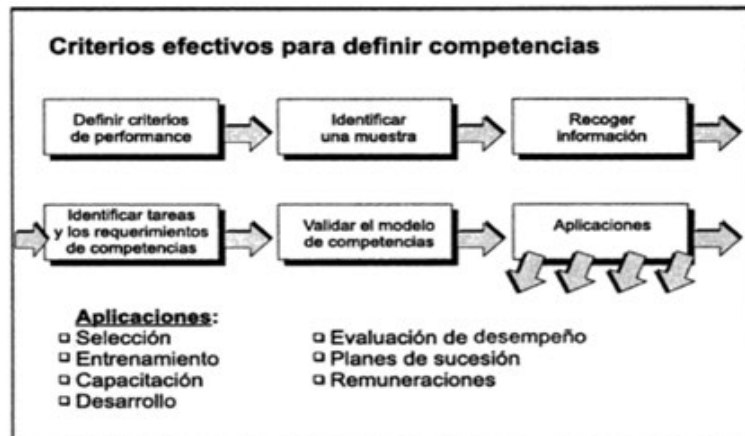 Criterios efectivos para definir competencias
Definir criterios
de performance
Identificar
una muestra
Recoger
información
Identificar tareas
y los requerimientos
de competencias
Validar el modelo
de competencias
Aplicaciones
Aplicaciones:
Selección
Entrenamiento
Capacitación
Desarrollo
Evaluación de desempeño
Planes de sucesión
Remuneraciones